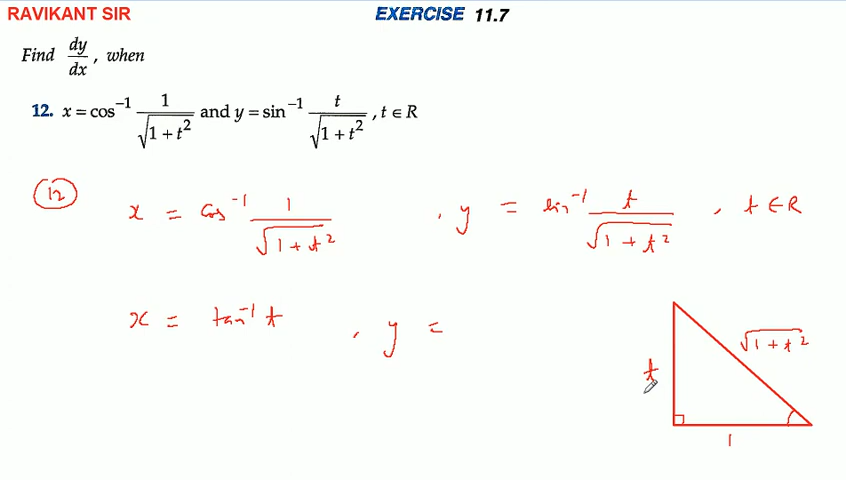 RAVIKANT SIR
EXERCISE 11.7
Find dy/dx, when
12. x = cos⁻¹ 1/√(1 + t²) and y = sin⁻¹ t/√(1 + t²), t ∈ R
(12) x = cos⁻¹ 1/√(1 + t²) , y = sin⁻¹ t/√(1 + t²) , t ∈ R
x = tan⁻¹ t , y =
√(1 + t²)
t
1